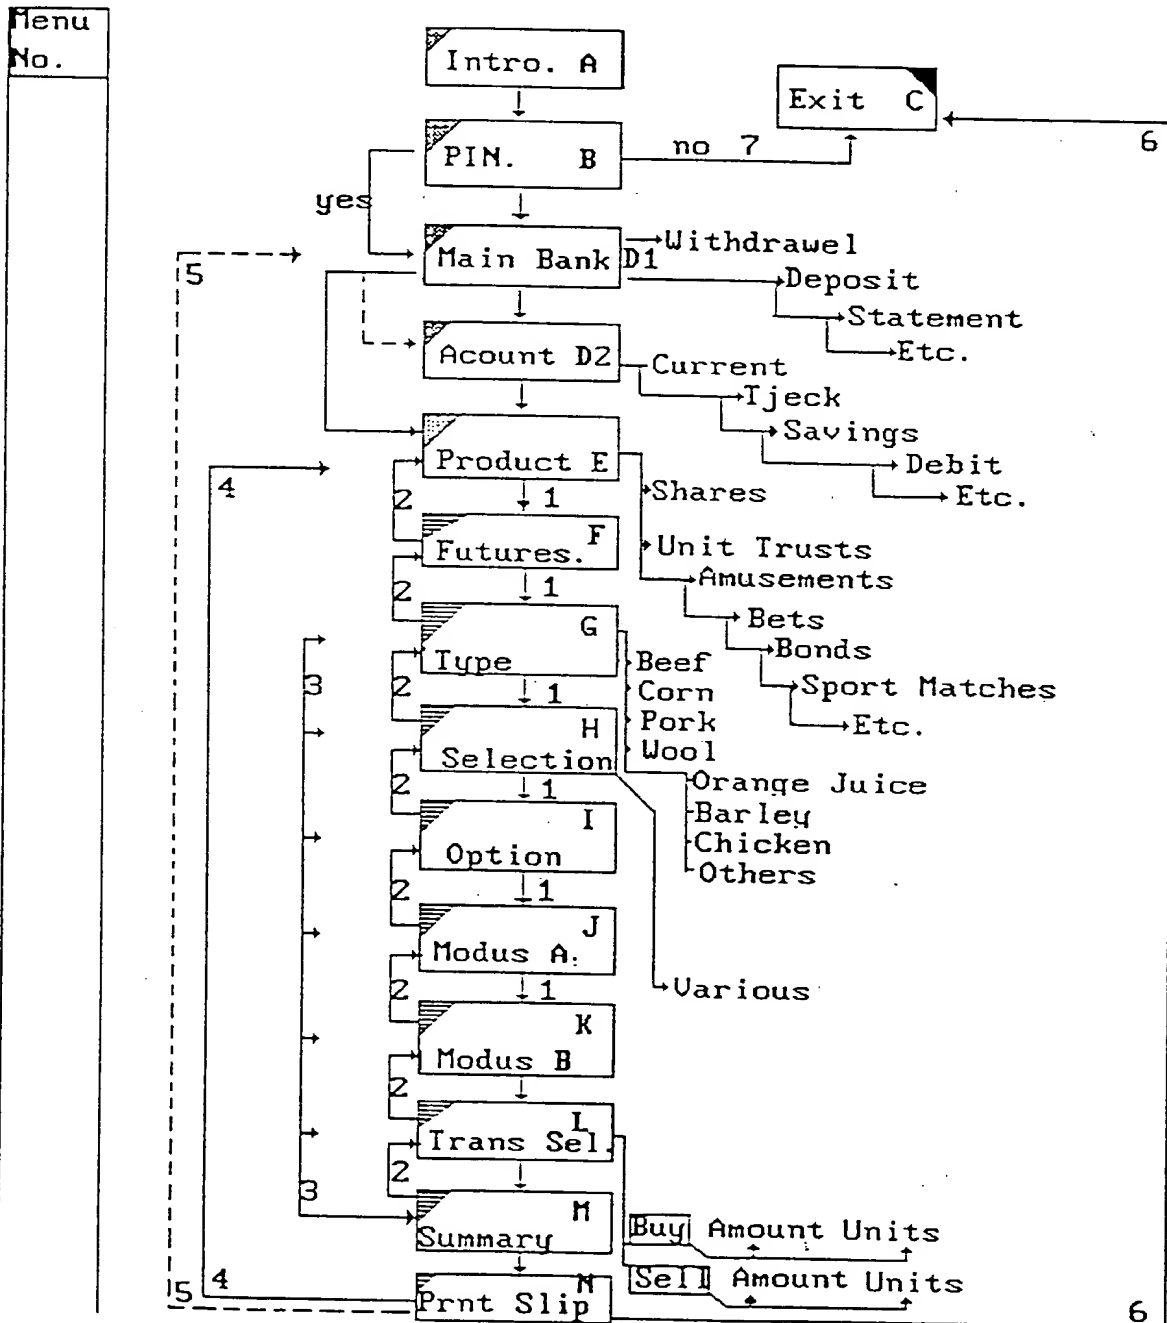 Menu
No.
Intro. A
Exit C
6
PIN. B
no 7
yes
Withdrawel
Main Bank D1
5
Deposit
Statement
Etc.
Acount D2
Current
Tjeck
Savings
Debit
Etc.
Product E
4
2
1
Shares
F
Futures.
Unit Trusts
Amusements
2
1
G
Bets
Type
Beef
Bonds
3
2
1
Corn
Sport Matches
H
Pork
Etc.
Selection
Wool
2
1
Orange Juice
I
Barley
Option
Chicken
2
1
Others
J
Modus A.
2
1
Various
K
Modus B
2
L
Trans Sel.
2
3
M
Summary
Buy Amount Units
4
5
N
Prnt Slip
Sell Amount Units
6